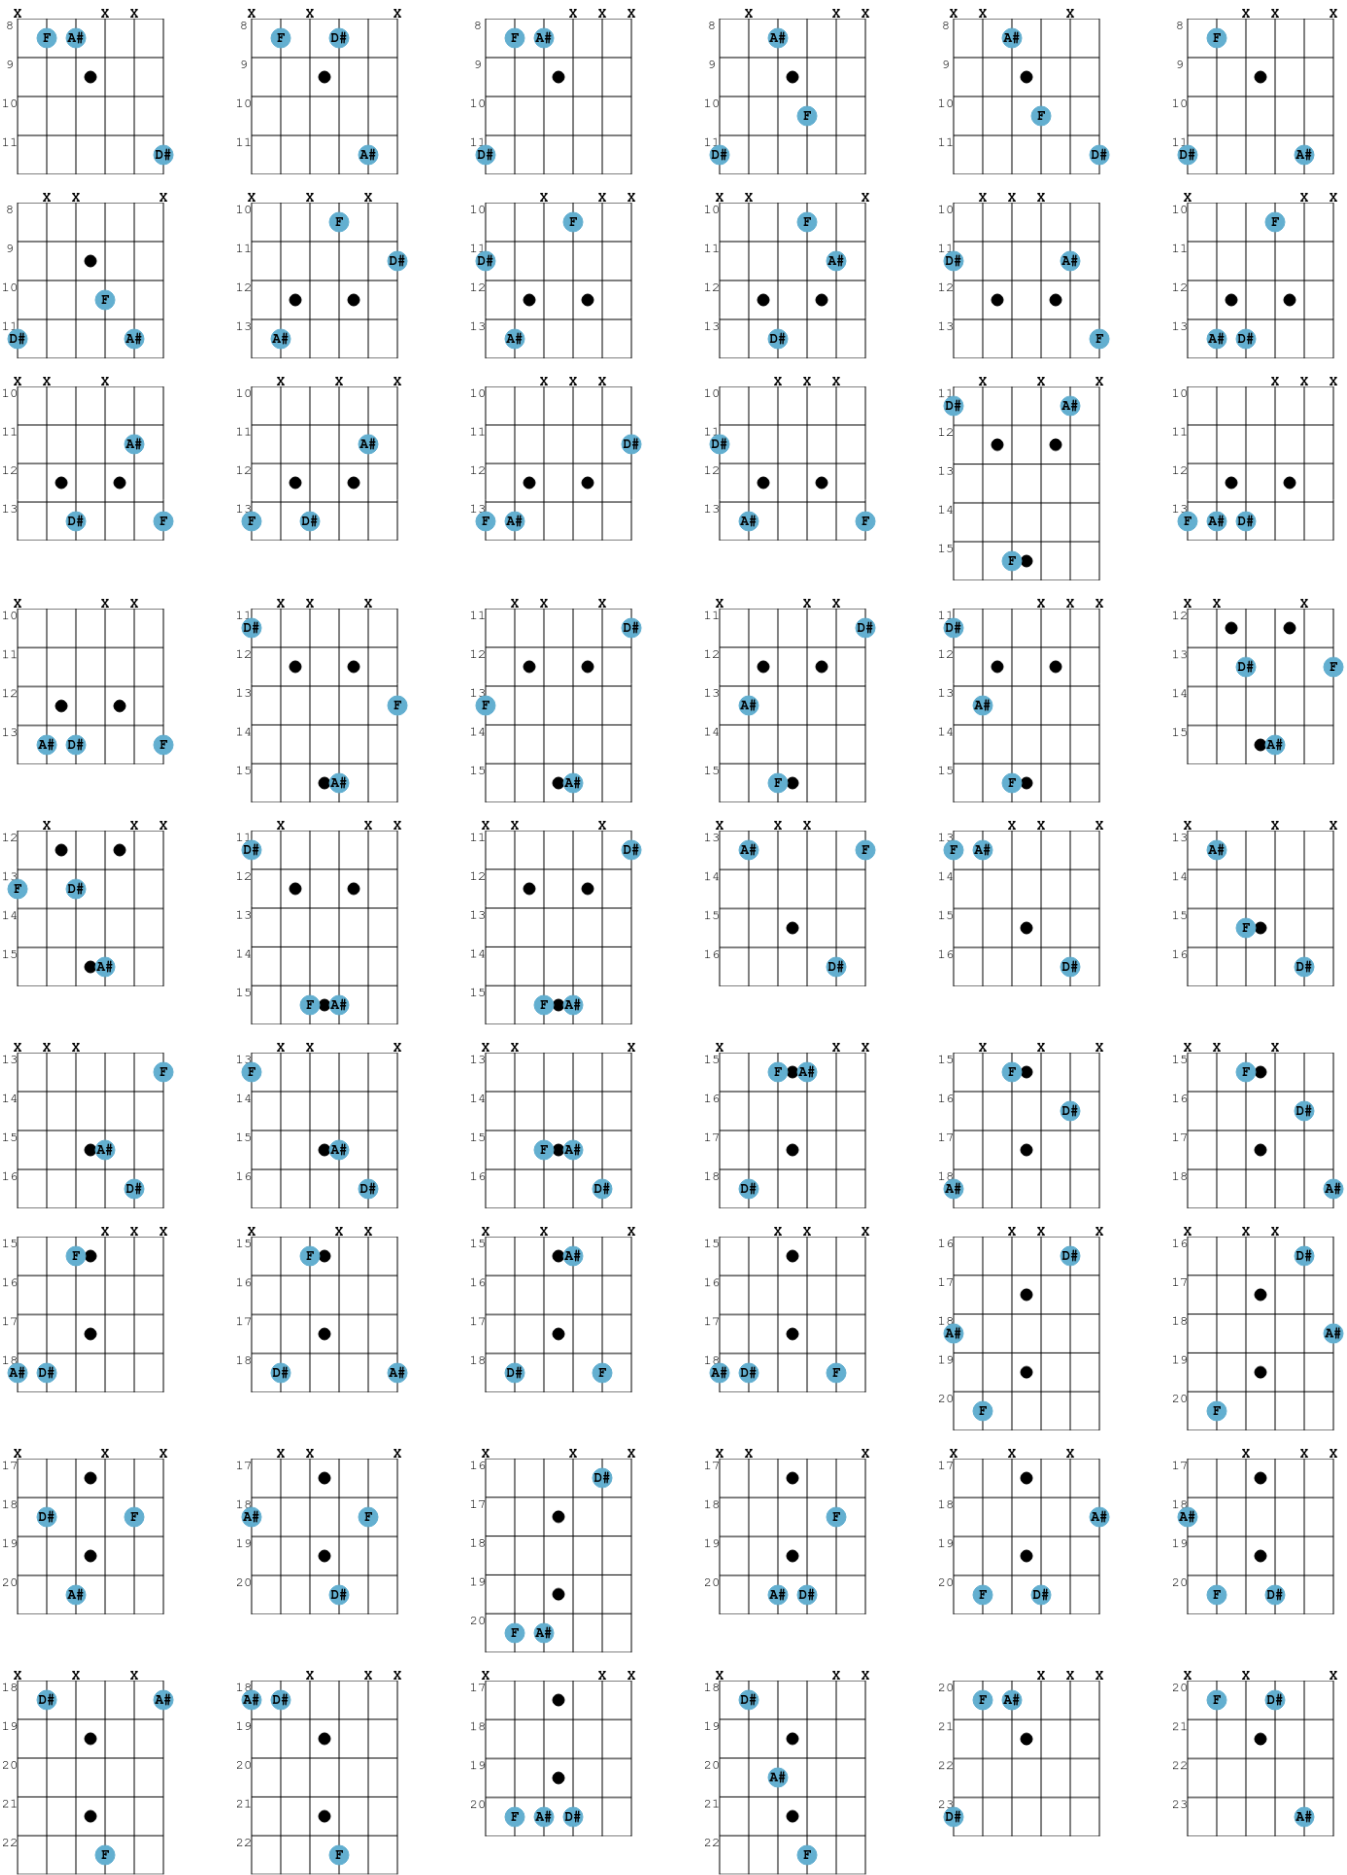 X X X
8 F A#
9
10
11 D#
X X X
8 F D#
9
10
11 A#
X X X
8 F A#
9
10
11 D#
X X X
8 A#
9
10 F
11 D#
X X X
8 A#
9
10 F
11 D#
X X X
8 F
9
10
11 D# A#
X X X
8
9
10 F
11 D# A#
X X X
10 F
11 D#
12
13 A#
X X X
10 F
11 D#
12
13 A#
X X X
10 F
11 A#
12
13 D#
X X X
10
11 D# A#
12
13 F
X X X
10 F
11
12
13 A# D#
X X X
10
11 A#
12
13 D# F
X X X
10
11 A#
12
13 F D#
X X X
10
11 D#
12
13 F A#
X X X
10
11 D#
12
13 A# F
X X X
11 D# A#
12
13
14
15 F
X X X
10
11
12
13 F A# D#
X X X
10
11
12
13 A# D# F
X X X
11 D#
12
13 F
14
15 A#
X X X
11 D#
12
13 F
14
15 A#
X X X
11 D#
12
13 A#
14
15 F
X X X
11 D#
12
13 A#
14
15 F
X X X
12
13 D# F
14
15 A#
X X X
12
13 F D#
14
15 A#
X X X
11 D#
12
13
14
15 F A#
X X X
11 D#
12
13
14
15 F A#
X X X
13 A# F
14
15
16 D#
X X X
13 F A#
14
15
16 D#
X X X
13 A#
14
15 F
16 D#
X X X
13 F
14
15 A#
16 D#
X X X
13 F
14
15 A#
16 D#
X X X
13
14
15 F A#
16 D#
X X X
15 F A#
16
17
18 D#
X X X
15 F
16 D#
17
18 A#
X X X
15 F
16 D#
17
18 A#
X X X
15 F
16
17
18 A# D#
X X X
15 F
16
17
18 D# A#
X X X
15 A#
16
17
18 D# F
X X X
15
16
17
18 A# D# F
X X X
16 D#
17
18 A#
19
20 F
X X X
16 D#
17
18 A#
19
20 F
X X X
17
18 D# F
19
20 A#
X X X
17
18 A# F
19
20 D#
X X X
16 D#
17
18
19
20 F A#
X X X
17
18 F
19
20 A# D#
X X X
17
18 A#
19
20 F D#
X X X
17
18 A#
19
20 F D#
X X X
18 D# A#
19
20
21
22 F
X X X
18 A# D#
19
20
21
22 F
X X X
17
18
19
20 F A# D#
X X X
18 D#
19
20 A#
21
22 F
X X X
20 F A#
21
22
23 D#
X X X
20 F D#
21
22
23 A#